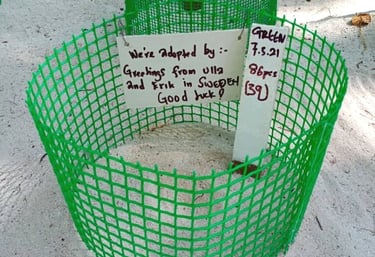 We're adopted by :-
Greetings from Ulla
and Erik in SWEDEN
Good Luck!
GREEN
7.5.21
86pcs
(39)